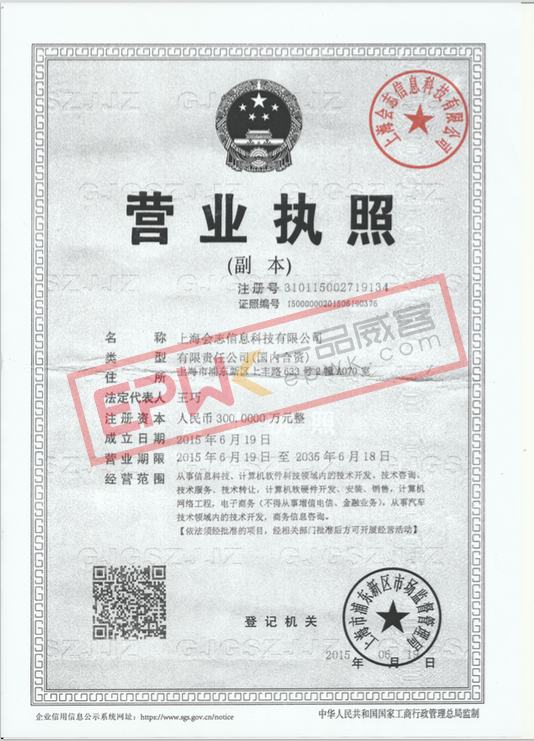 上海会志信息科技有限公司
营业执照
(副 本)
注册号 310115002719134
证照编号 15000000201506190376
名 称 上海会志信息科技有限公司
类 型 有限责任公司(国内合资)
住 所 上海市浦东新区上丰路633号2幢A070室
法定代表人 王巧
注册资本 人民币300.0000万元整
成立日期 2015年6月19日
营业期限 2015年6月19日 至 2035年6月18日
经营范围 从事信息科技、计算机软件科技领域内的技术开发、技术咨询、
技术服务、技术转让,计算机软硬件开发、安装、销售,计算机
网络工程,电子商务(不得从事增值电信、金融业务),从事汽车
技术领域内的技术开发,商务信息咨询。
【依法须经批准的项目,经相关部门批准后方可开展经营活动】
一品威客
epwk.com
EPWK
登记机关
上海市浦东新区市场监督管理局
2015 年 06 月 19 日
企业信用信息公示系统网址:https://www.sgs.gov.cn/notice
中华人民共和国国家工商行政管理总局监制